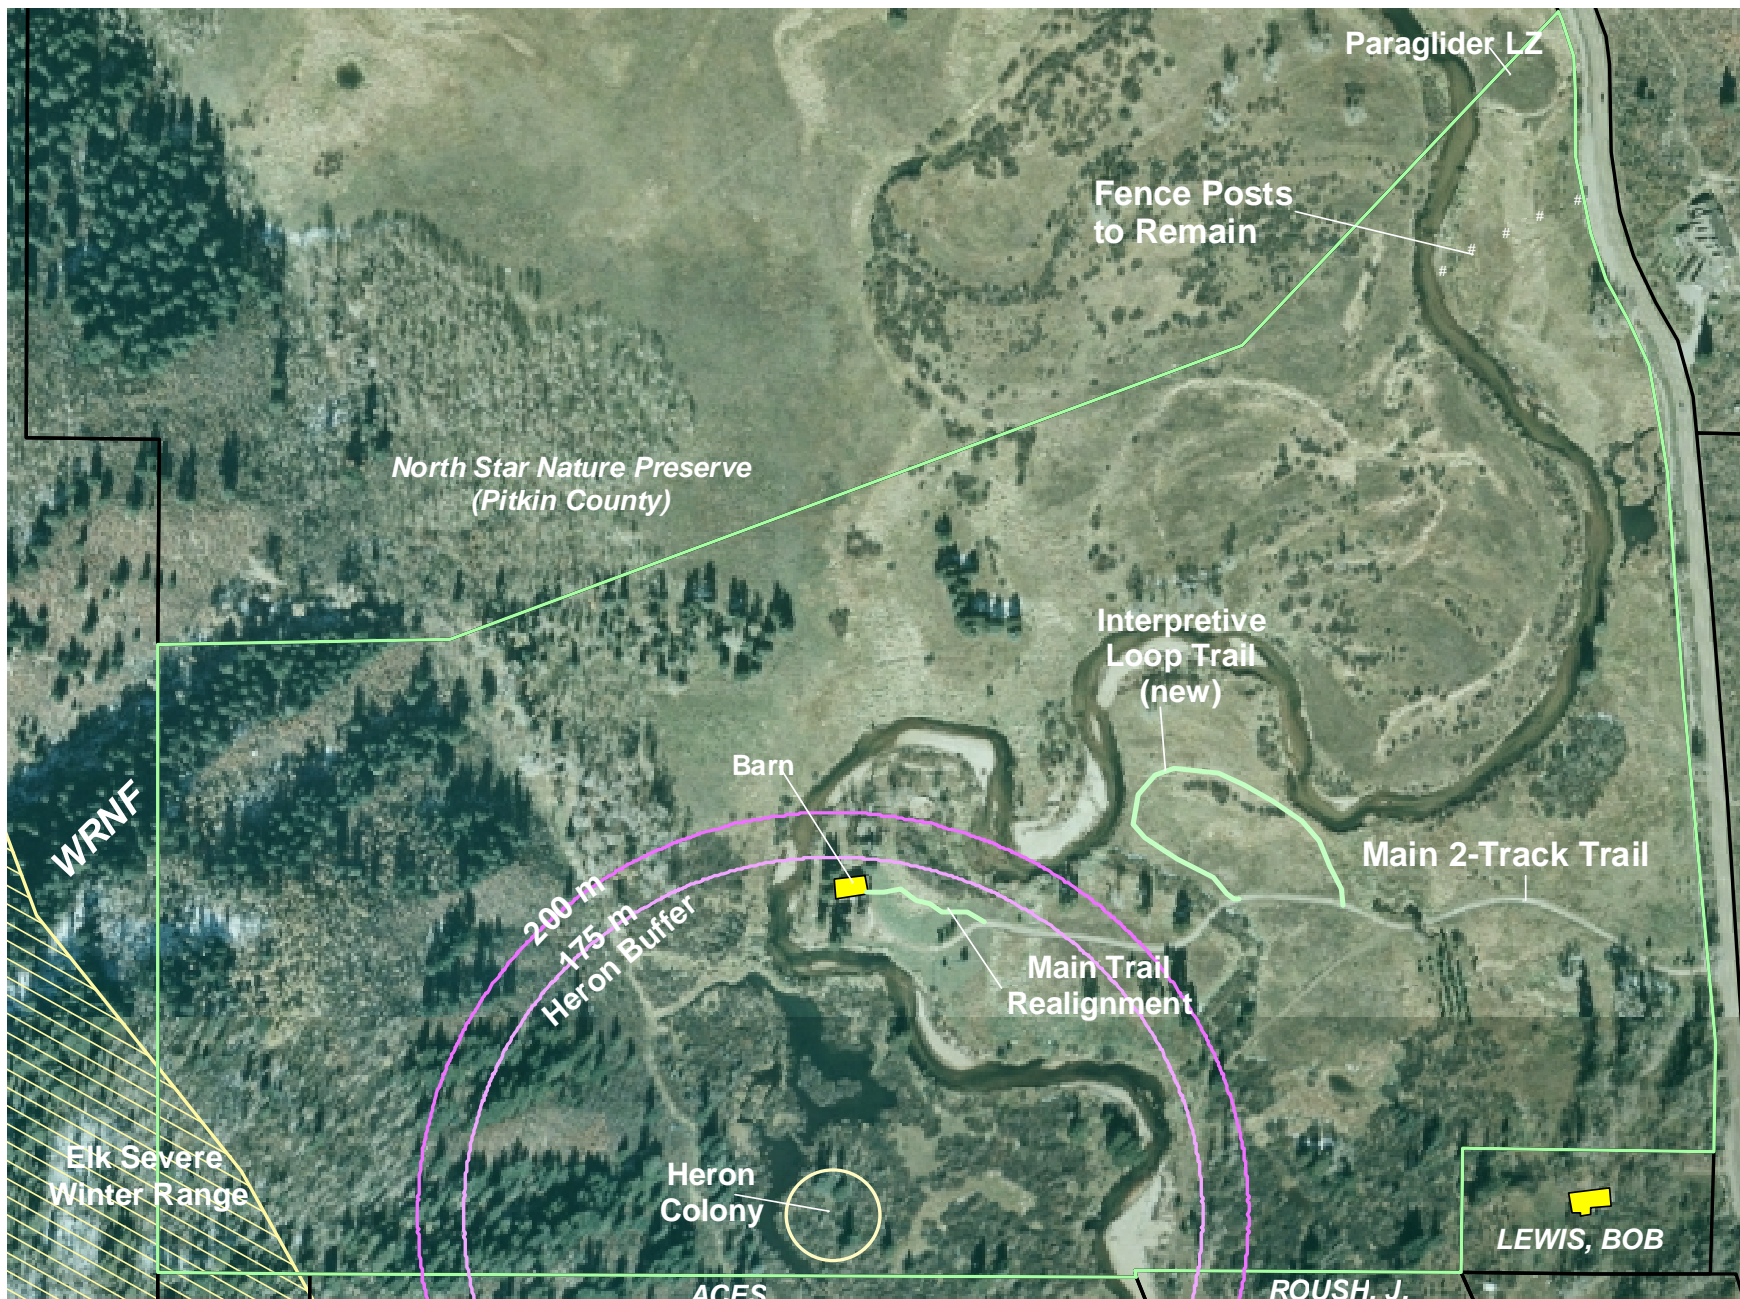 Paraglider LZ
Fence Posts
to Remain
#
#
#
#
#
North Star Nature Preserve
(Pitkin County)
Interpretive
Loop Trail
(new)
Barn
WRNF
Main 2-Track Trail
200 m
175 m
Heron Buffer
Main Trail
Realignment
Elk Severe
Winter Range
Heron
Colony
LEWIS, BOB
ACES
ROUSH, J.